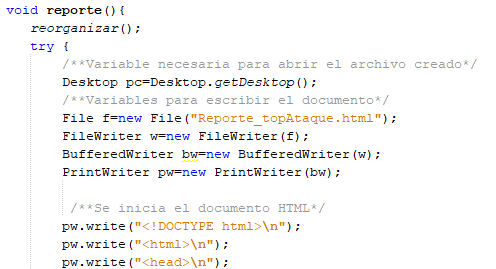 void reporte(){
reorganizar();
try {
/**Variable necesaria para abrir el archivo creado*/
Desktop pc=Desktop.getDesktop();
/**Variables para escribir el documento*/
File f=new File("Reporte_topAtaque.html");
FileWriter w=new FileWriter(f);
BufferedWriter bw=new BufferedWriter(w);
PrintWriter pw=new PrintWriter(bw);
/**Se inicia el documento HTML*/
pw.write("<!DOCTYPE html>\n");
pw.write("<html>\n");
pw.write("<head>\n");